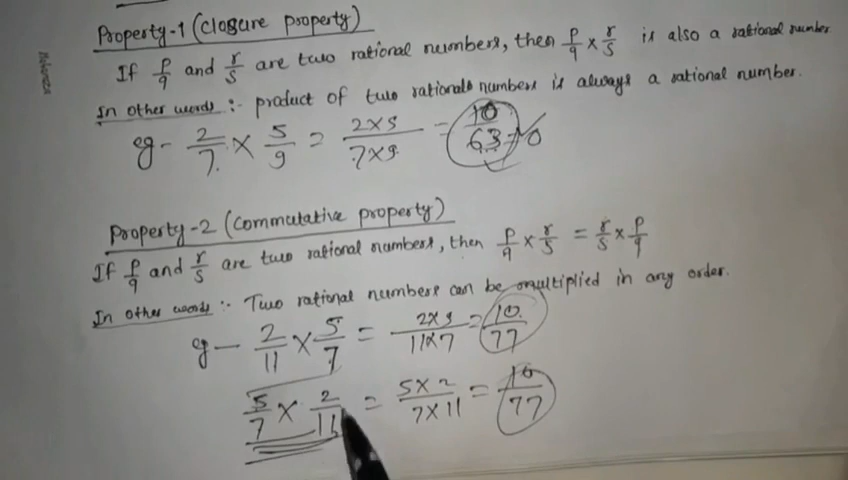 Property-1 (closure property)
If p/q and r/s are two rational numbers, then p/q × r/s is also a rational number
In other words :- product of two rationals numbers is always a rational number.
eg - 2/7 × 5/9 = 2×5/7×9 = 10/63
Property-2 (commutative property)
If p/q and r/s are two rational numbers, then p/q × r/s = r/s × p/q
In other words :- Two rational numbers can be multiplied in any order.
eg - 2/11 × 5/7 = 2×5/11×7 = 10/77
5/7 × 2/11 = 5×2/7×11 = 10/77